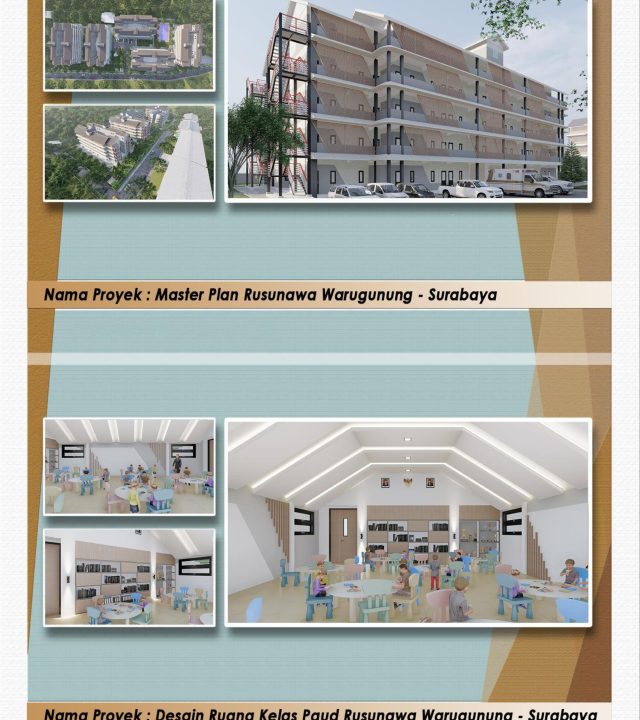 Nama Proyek : Master Plan Rusunawa Warugunung - Surabaya
Nama Proyek : Desain Ruang Kelas Paud Rusunawa Warugunung - Surabaya